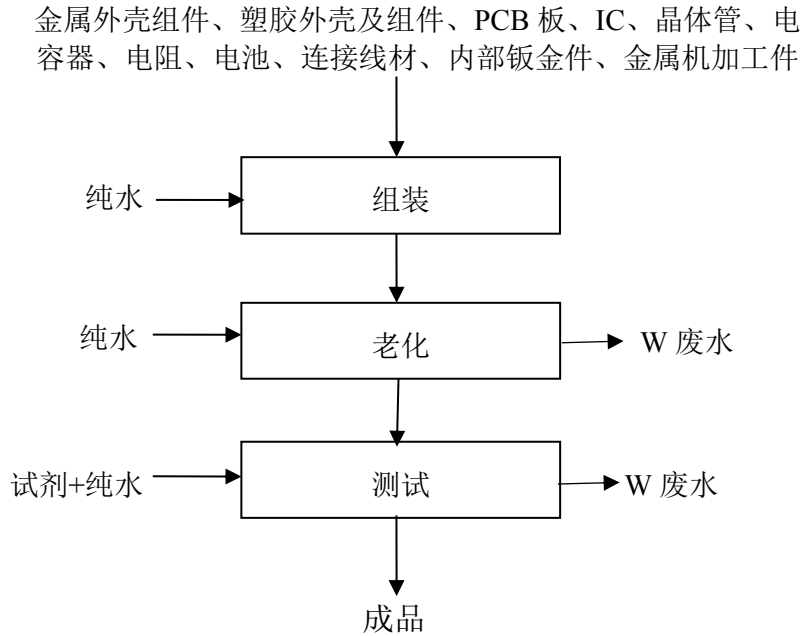 金属外壳组件、塑胶外壳及组件、PCB 板、IC、晶体管、电
容器、电阻、电池、连接线材、内部钣金件、金属机加工件
纯水
组装
纯水
老化
W 废水
试剂+纯水
测试
W 废水
成品